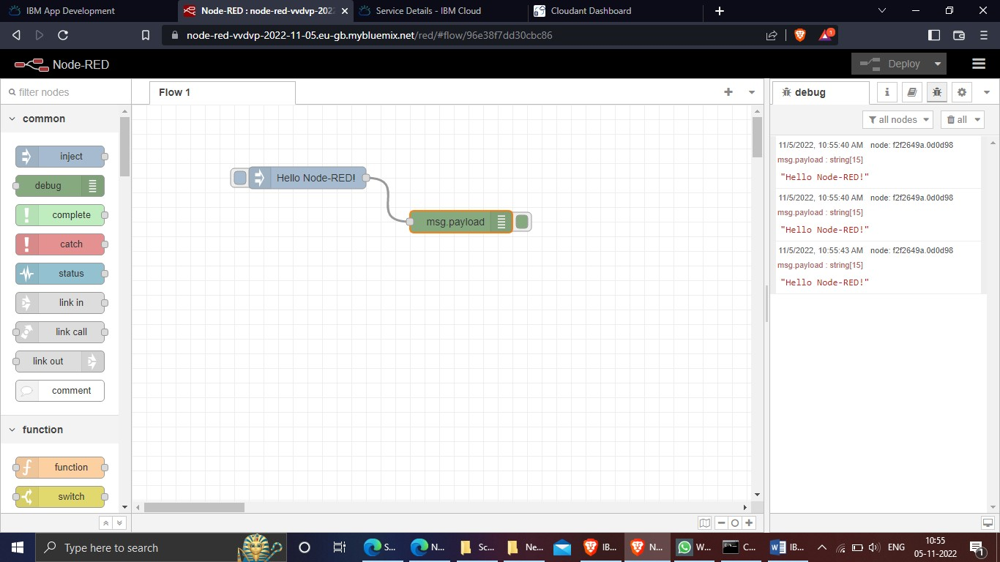 IBM App Development
Node-RED : node-red-vvdvp-202
Service Details - IBM Cloud
Cloudant Dashboard
node-red-vvdvp-2022-11-05.eu-gb.mybluemix.net/red/#flow/96e38f7dd30cbc86
1
Node-RED
Deploy
filter nodes
Flow 1
debug
i
all nodes
all
common
inject
debug
complete
catch
status
link in
link call
link out
comment
function
function
switch
Hello Node-RED!
msg.payload
11/5/2022, 10:55:40 AM node: f2f2649a.0d0d98
msg.payload : string[15]
"Hello Node-RED!"
11/5/2022, 10:55:40 AM node: f2f2649a.0d0d98
msg.payload : string[15]
"Hello Node-RED!"
11/5/2022, 10:55:43 AM node: f2f2649a.0d0d98
msg.payload : string[15]
"Hello Node-RED!"
Type here to search
S...
N...
Sc...
Ne...
IB...
N...
W...
C...
IB...
ENG
10:55
05-11-2022
1